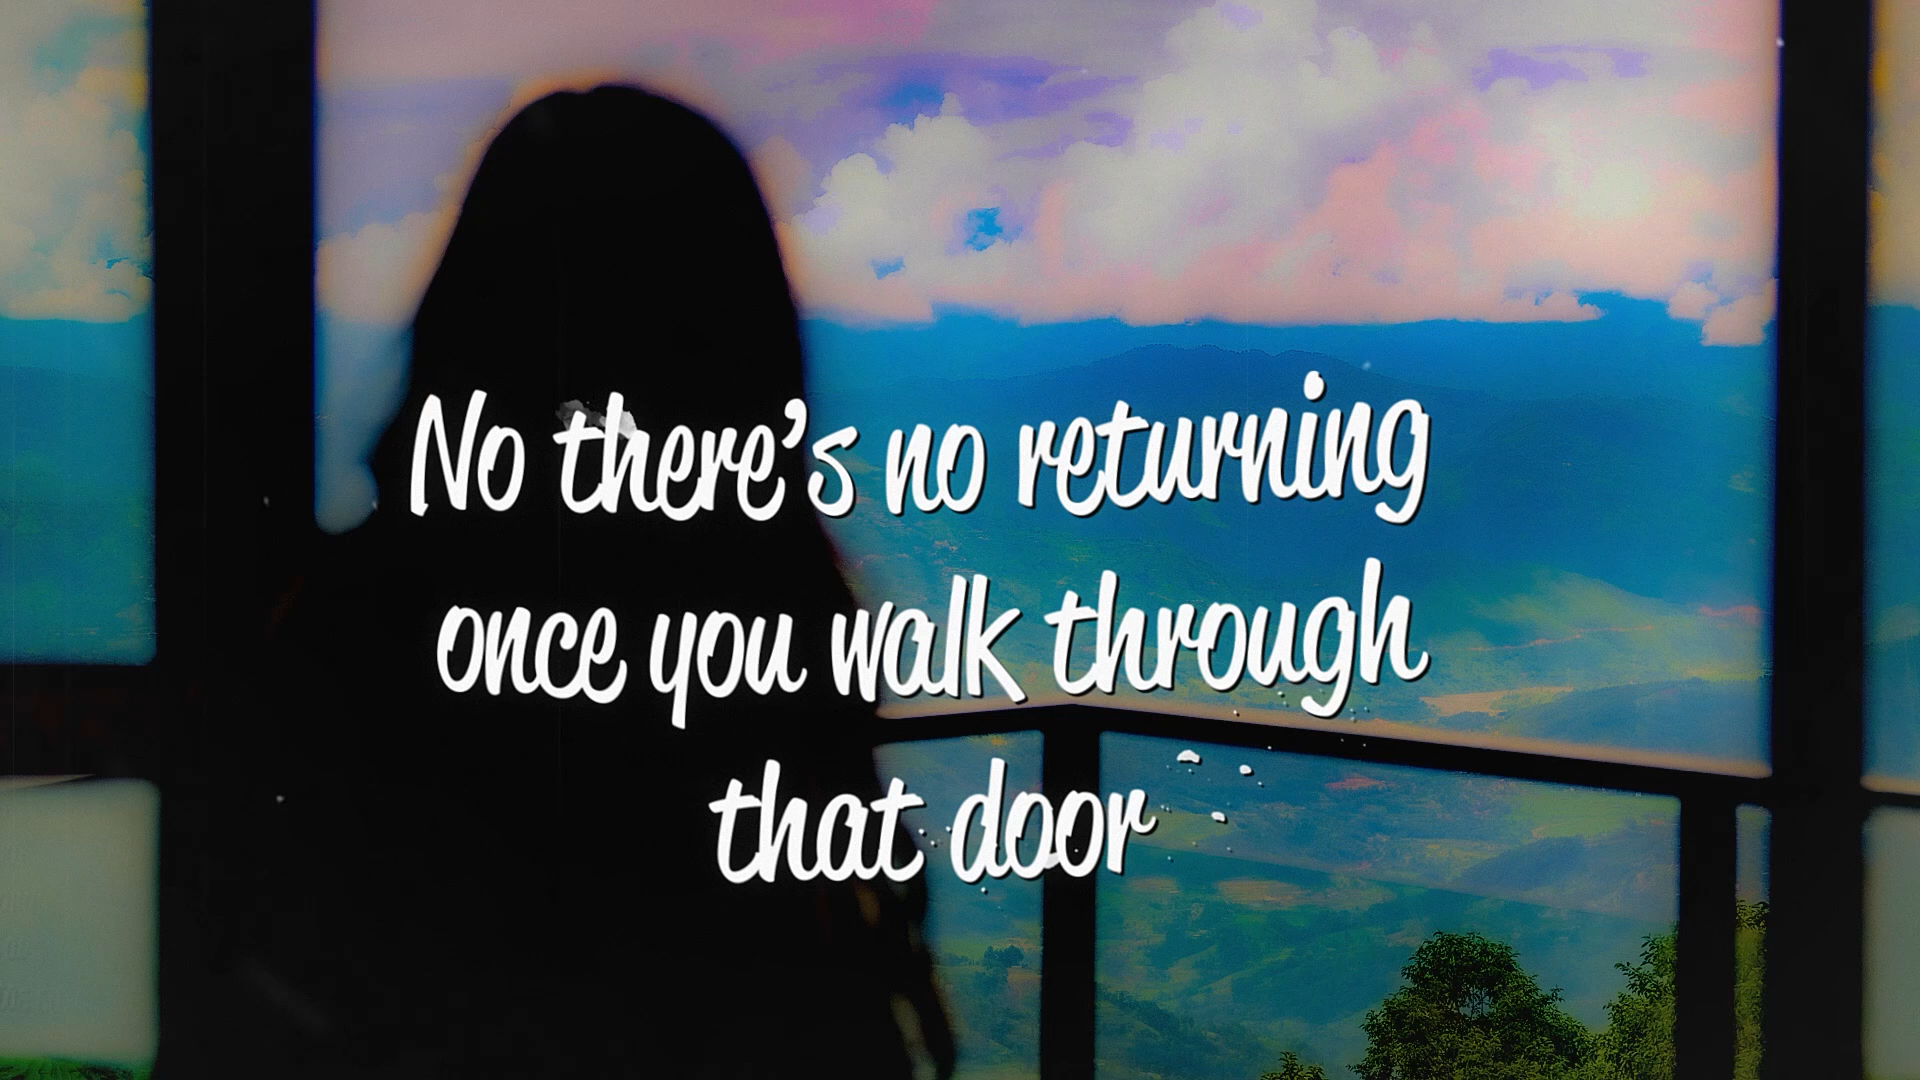 No there's no returning
once you walk through
that door